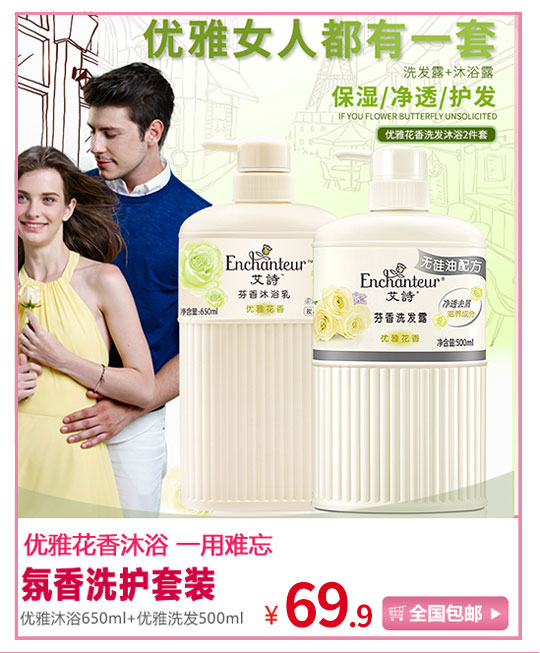 优雅女人都有一套
洗发露+沐浴露
保湿/净透/护发
IF YOU FLOWER BUTTERFLY UNSOLICITED
优雅花香洗发沐浴2件套
Enchanteur™
艾詩™
芬香沐浴乳
净含量:650ml
优雅花香
Enchanteur®
艾詩®
无硅油配方
芬香洗发露
净透去屑
滋养成分
净含量:500ml
优雅花香
优雅花香沐浴 一用难忘
氛香洗护套装
优雅沐浴650ml+优雅洗发500ml
¥69.9
全国包邮